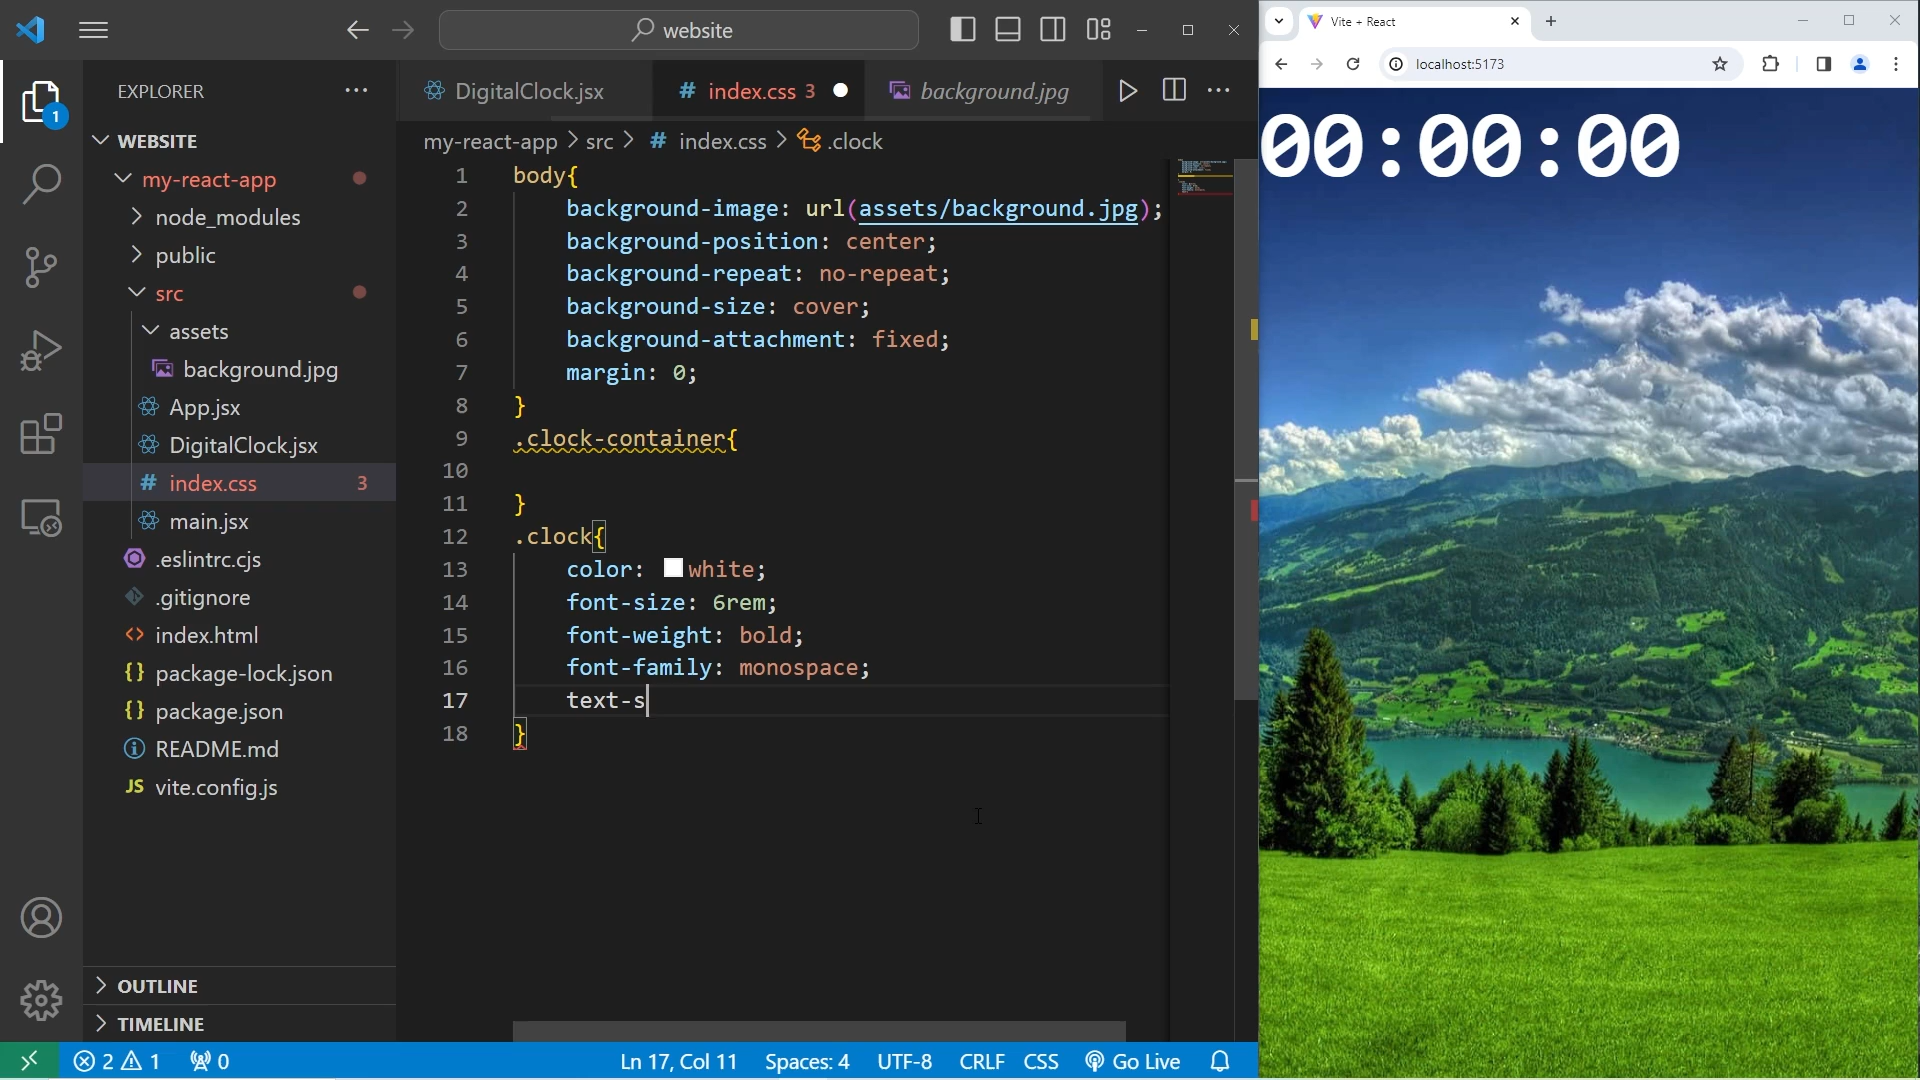 website
Vite + React
localhost:5173
EXPLORER
DigitalClock.jsx
index.css 3
background.jpg
WEBSITE
my-react-app > src > # index.css > .clock
my-react-app
node_modules
public
src
assets
background.jpg
App.jsx
DigitalClock.jsx
# index.css 3
main.jsx
.eslintrc.cjs
.gitignore
<> index.html
{} package-lock.json
{} package.json
README.md
JS vite.config.js
OUTLINE
TIMELINE
1
1 body{
2 background-image: url(assets/background.jpg);
3 background-position: center;
4 background-repeat: no-repeat;
5 background-size: cover;
6 background-attachment: fixed;
7 margin: 0;
8 }
9 .clock-container{
10
11 }
12 .clock{
13 color: white;
14 font-size: 6rem;
15 font-weight: bold;
16 font-family: monospace;
17 text-s
18 }
00:00:00
2 1 0 Ln 17, Col 11 Spaces: 4 UTF-8 CRLF CSS Go Live